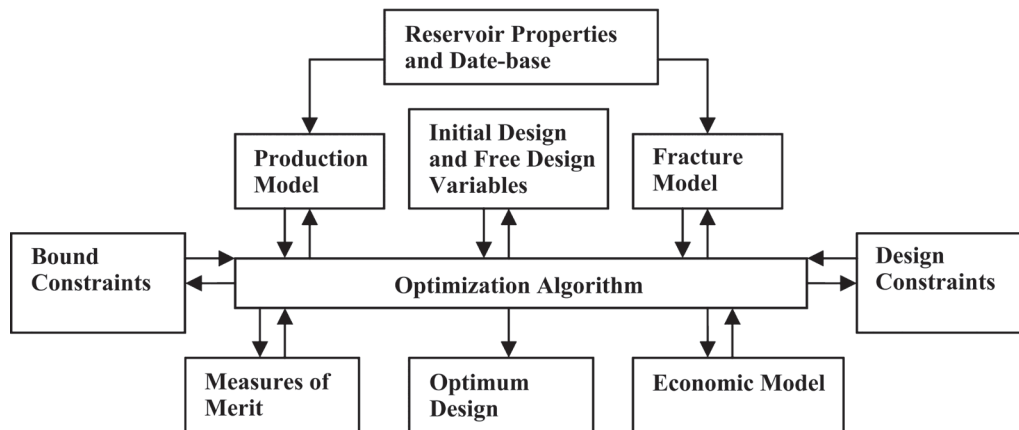 Reservoir Properties
and Date-base
Production
Model
Initial Design
and Free Design
Variables
Fracture
Model
Bound
Constraints
Optimization Algorithm
Design
Constraints
Measures of
Merit
Optimum
Design
Economic Model